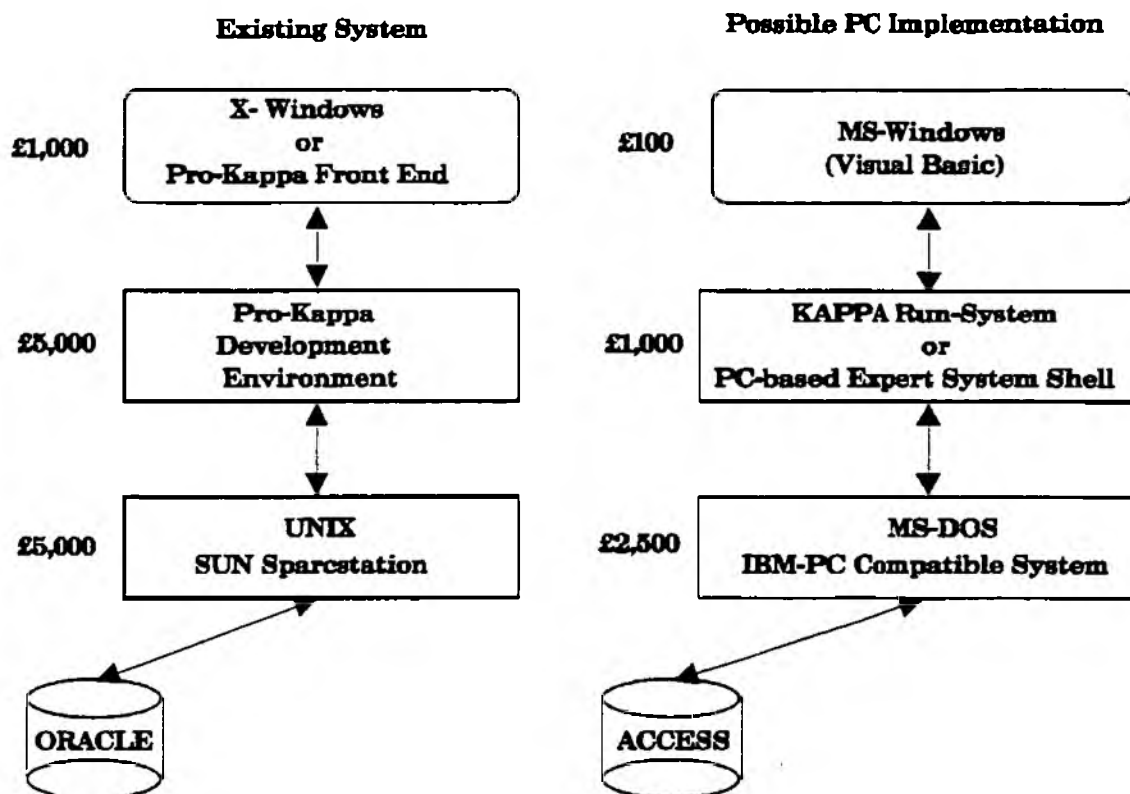 Existing System
Possible PC Implementation
£1,000
X- Windows
or
Pro-Kappa Front End
£100
MS-Windows
(Visual Basic)
£5,000
Pro-Kappa
Development
Environment
£1,000
KAPPA Run-System
or
PC-based Expert System Shell
£5,000
UNIX
SUN Sparcstation
£2,500
MS-DOS
IBM-PC Compatible System
ORACLE
ACCESS